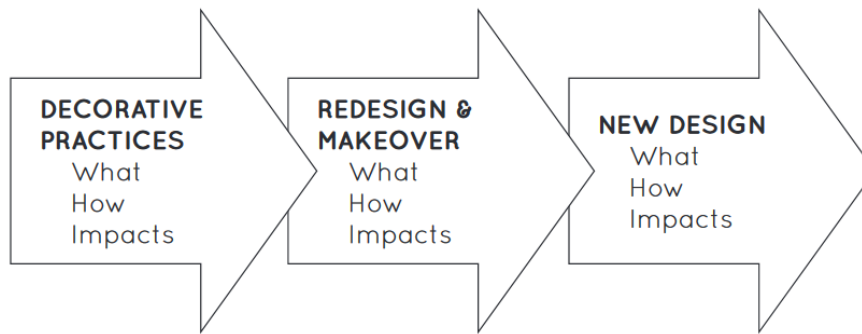 DECORATIVE
PRACTICES
What
How
Impacts
REDESIGN &
MAKEOVER
What
How
Impacts
NEW DESIGN
What
How
Impacts